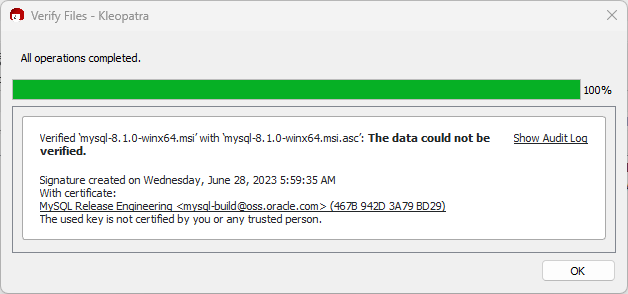 Verify Files - Kleopatra
All operations completed.
100%
Verified ‘mysql-8.1.0-winx64.msi’ with ‘mysql-8.1.0-winx64.msi.asc’: The data could not be
verified.
Show Audit Log
Signature created on Wednesday, June 28, 2023 5:59:35 AM
With certificate:
MySQL Release Engineering <mysql-build@oss.oracle.com> (467B 942D 3A79 BD29)
The used key is not certified by you or any trusted person.
OK